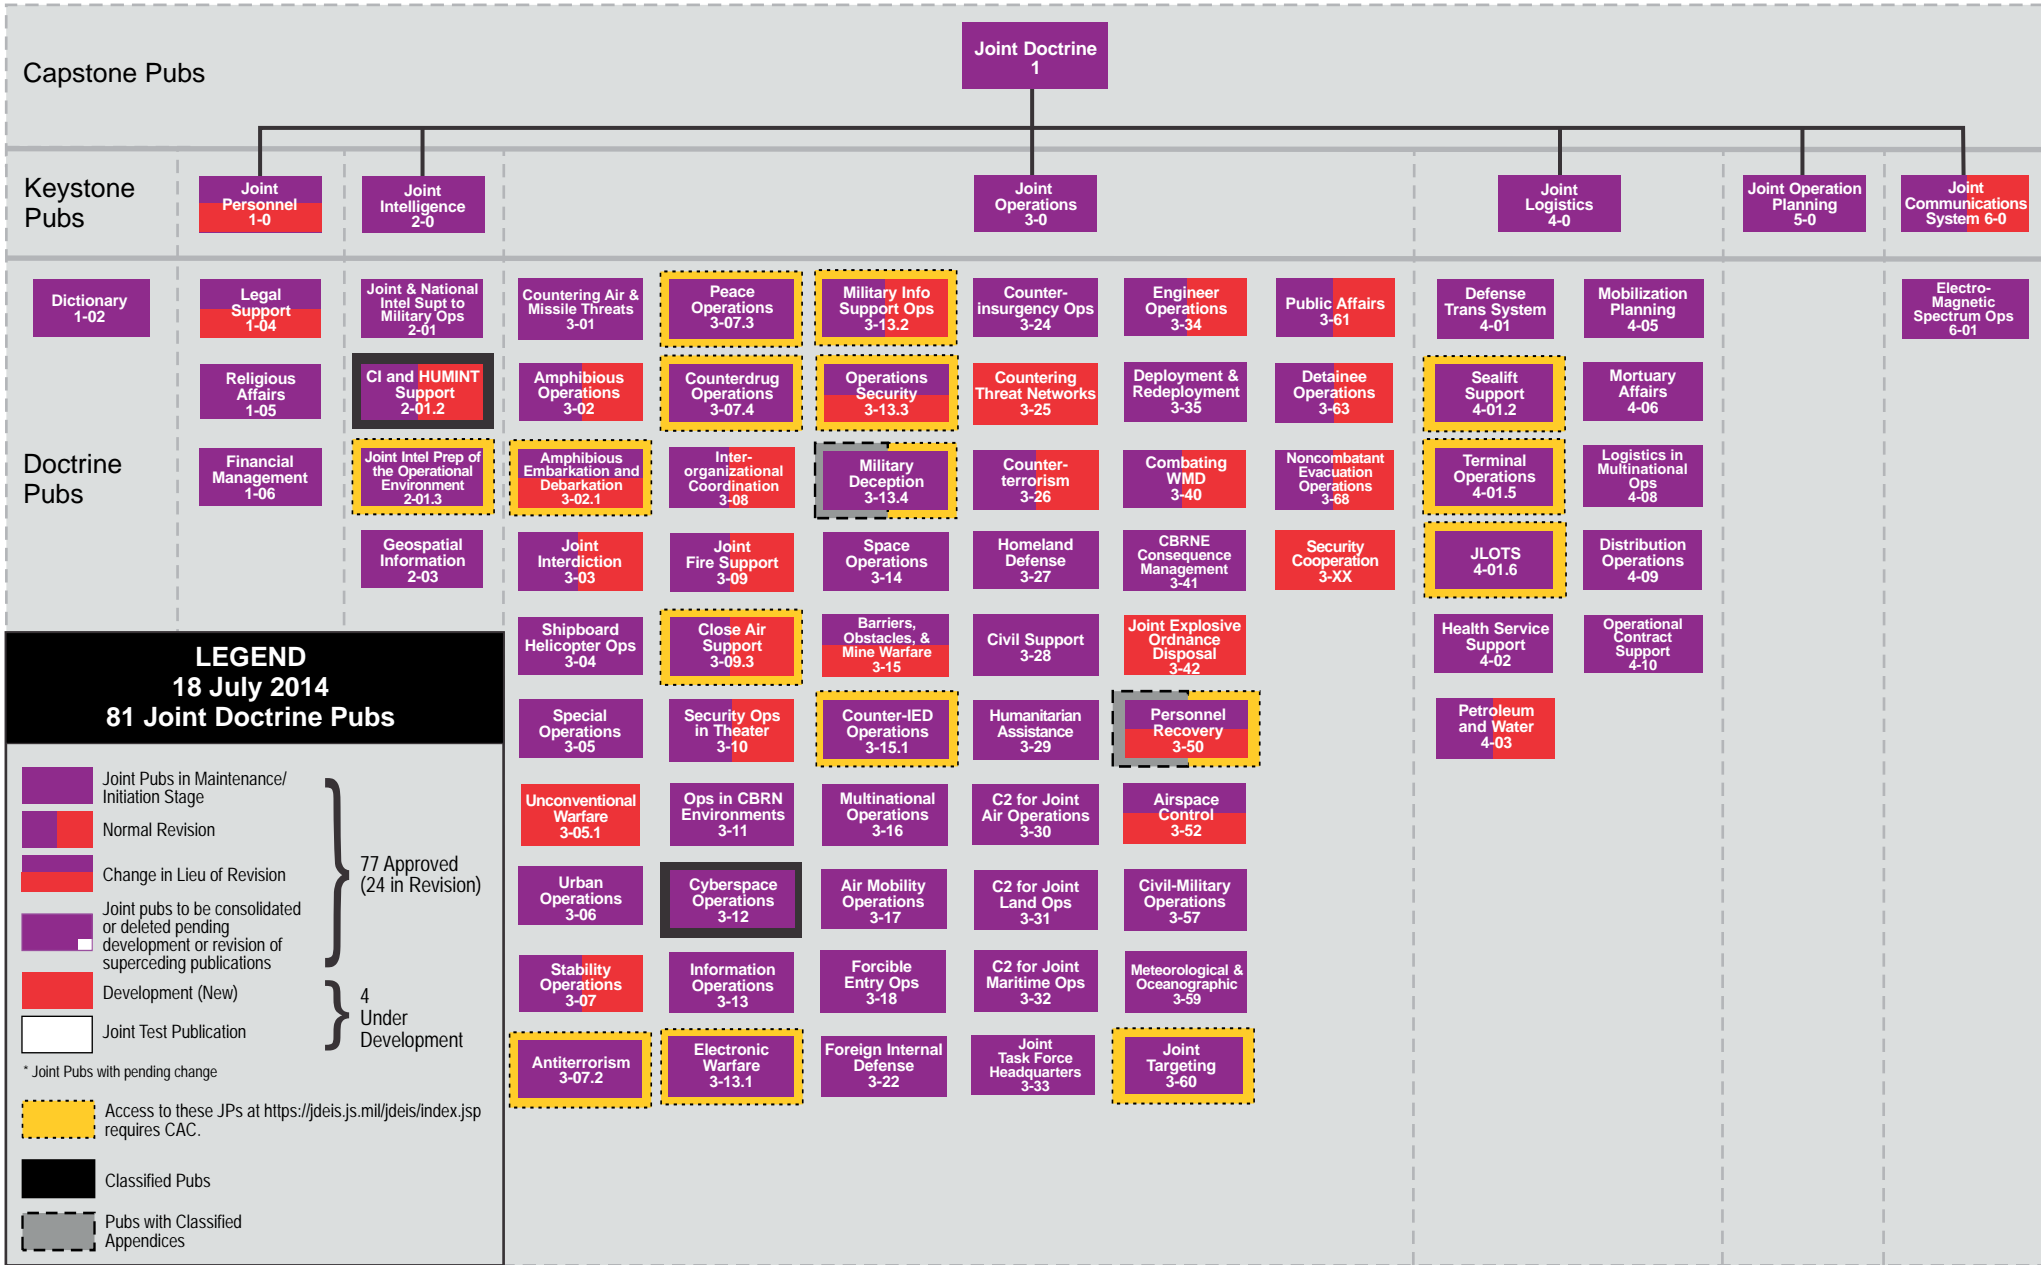 Capstone Pubs
Joint Doctrine
1
Keystone
Pubs
Joint
Personnel
1-0
Joint
Intelligence
2-0
Joint
Operations
3-0
Joint
Logistics
4-0
Joint Operation
Planning
5-0
Joint
Communications
System 6-0
Doctrine
Pubs
Dictionary
1-02
Legal
Support
1-04
Religious
Affairs
1-05
Financial
Management
1-06
Joint & National
Intel Supt to
Military Ops
2-01
CI and HUMINT
Support
2-01.2
Joint Intel Prep of
the Operational
Environment
2-01.3
Geospatial
Information
2-03
Countering Air &
Missile Threats
3-01
Amphibious
Operations
3-02
Amphibious
Embarkation and
Debarkation
3-02.1
Joint
Interdiction
3-03
Shipboard
Helicopter Ops
3-04
Special
Operations
3-05
Unconventional
Warfare
3-05.1
Urban
Operations
3-06
Stability
Operations
3-07
Antiterrorism
3-07.2
Peace
Operations
3-07.3
Counterdrug
Operations
3-07.4
Inter-
organizational
Coordination
3-08
Joint
Fire Support
3-09
Close Air
Support
3-09.3
Security Ops
in Theater
3-10
Ops in CBRN
Environments
3-11
Cyberspace
Operations
3-12
Information
Operations
3-13
Electronic
Warfare
3-13.1
Military Info
Support Ops
3-13.2
Operations
Security
3-13.3
Military
Deception
3-13.4
Space
Operations
3-14
Barriers,
Obstacles, &
Mine Warfare
3-15
Counter-IED
Operations
3-15.1
Multinational
Operations
3-16
Air Mobility
Operations
3-17
Forcible
Entry Ops
3-18
Foreign Internal
Defense
3-22
Counter-
insurgency Ops
3-24
Countering
Threat Networks
3-25
Counter-
terrorism
3-26
Homeland
Defense
3-27
Civil Support
3-28
Humanitarian
Assistance
3-29
C2 for Joint
Air Operations
3-30
C2 for Joint
Land Ops
3-31
C2 for Joint
Maritime Ops
3-32
Joint
Task Force
Headquarters
3-33
Engineer
Operations
3-34
Deployment &
Redeployment
3-35
Combating
WMD
3-40
CBRNE
Consequence
Management
3-41
Joint Explosive
Ordnance
Disposal
3-42
Personnel
Recovery
3-50
Airspace
Control
3-52
Civil-Military
Operations
3-57
Meteorological &
Oceanographic
3-59
Joint
Targeting
3-60
Public Affairs
3-61
Detainee
Operations
3-63
Noncombatant
Evacuation
Operations
3-68
Security
Cooperation
3-XX
Defense
Trans System
4-01
Sealift
Support
4-01.2
Terminal
Operations
4-01.5
JLOTS
4-01.6
Health Service
Support
4-02
Petroleum
and Water
4-03
Mobilization
Planning
4-05
Mortuary
Affairs
4-06
Logistics in
Multinational
Ops
4-08
Distribution
Operations
4-09
Operational
Contract
Support
4-10
Electro-
Magnetic
Spectrum Ops
6-01
LEGEND
18 July 2014
81 Joint Doctrine Pubs
Joint Pubs in Maintenance/
Initiation Stage
Normal Revision
Change in Lieu of Revision
Joint pubs to be consolidated
or deleted pending
development or revision of
superceding publications
77 Approved
(24 in Revision)
Development (New)
Joint Test Publication
4
Under
Development
* Joint Pubs with pending change
Access to these JPs at https://jdeis.js.mil/jdeis/index.jsp
requires CAC.
Classified Pubs
Pubs with Classified
Appendices